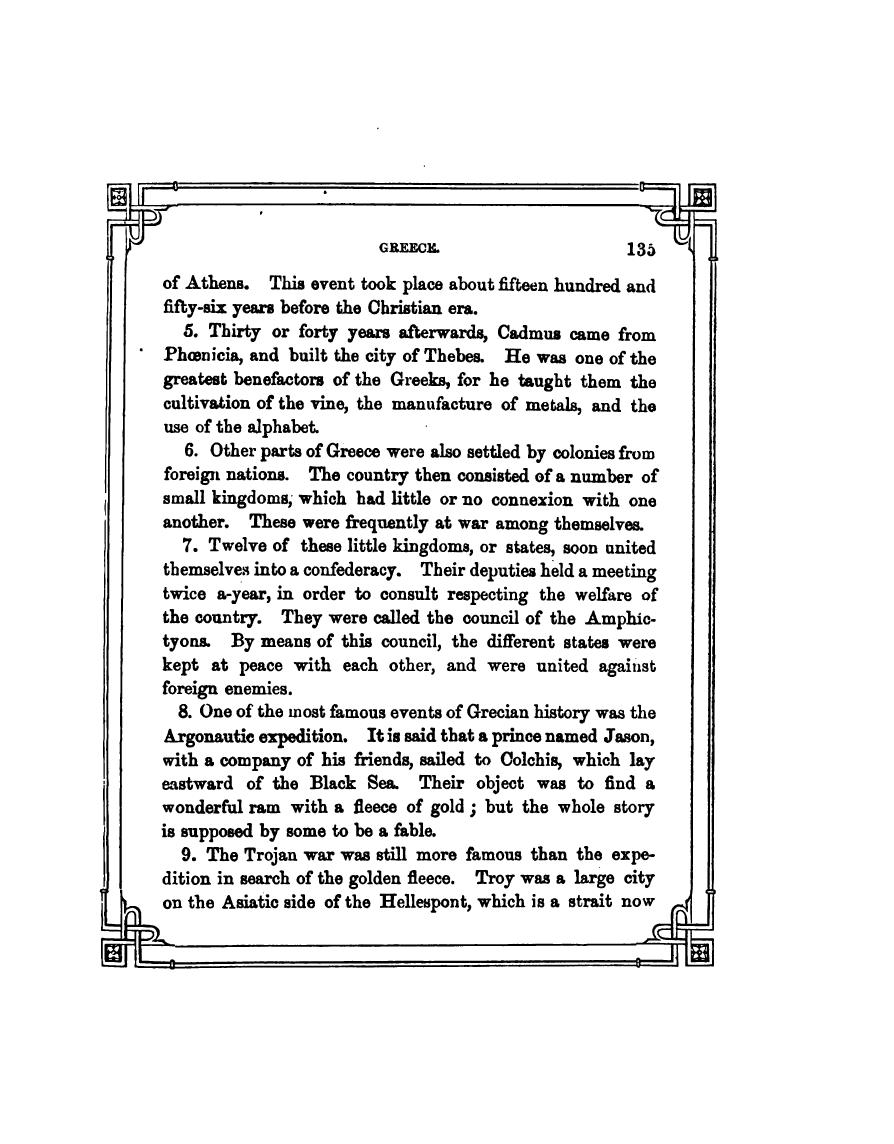 GREECE. 135
of Athens. This event took place about fifteen hundred and
fifty-six years before the Christian era.
5. Thirty or forty years afterwards, Cadmus came from
Phœnicia, and built the city of Thebes. He was one of the
greatest benefactors of the Greeks, for he taught them the
cultivation of the vine, the manufacture of metals, and the
use of the alphabet.
6. Other parts of Greece were also settled by colonies from
foreign nations. The country then consisted of a number of
small kingdoms, which had little or no connexion with one
another. These were frequently at war among themselves.
7. Twelve of these little kingdoms, or states, soon united
themselves into a confederacy. Their deputies held a meeting
twice a-year, in order to consult respecting the welfare of
the country. They were called the council of the Amphic-
tyons. By means of this council, the different states were
kept at peace with each other, and were united against
foreign enemies.
8. One of the most famous events of Grecian history was the
Argonautic expedition. It is said that a prince named Jason,
with a company of his friends, sailed to Colchis, which lay
eastward of the Black Sea. Their object was to find a
wonderful ram with a fleece of gold; but the whole story
is supposed by some to be a fable.
9. The Trojan war was still more famous than the expe-
dition in search of the golden fleece. Troy was a large city
on the Asiatic side of the Hellespont, which is a strait now